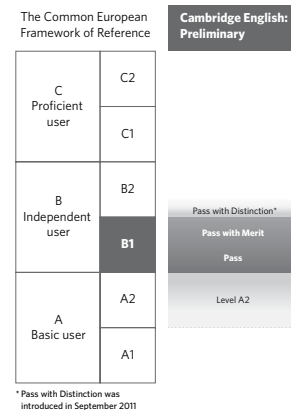 The Common European
Framework of Reference
Cambridge English:
Preliminary
C
Proficient
user
C2
C1
B
Independent
user
B2
B1
A
Basic user
A2
A1
Pass with Distinction*
Pass with Merit
Pass
Level A2
* Pass with Distinction was
introduced in September 2011